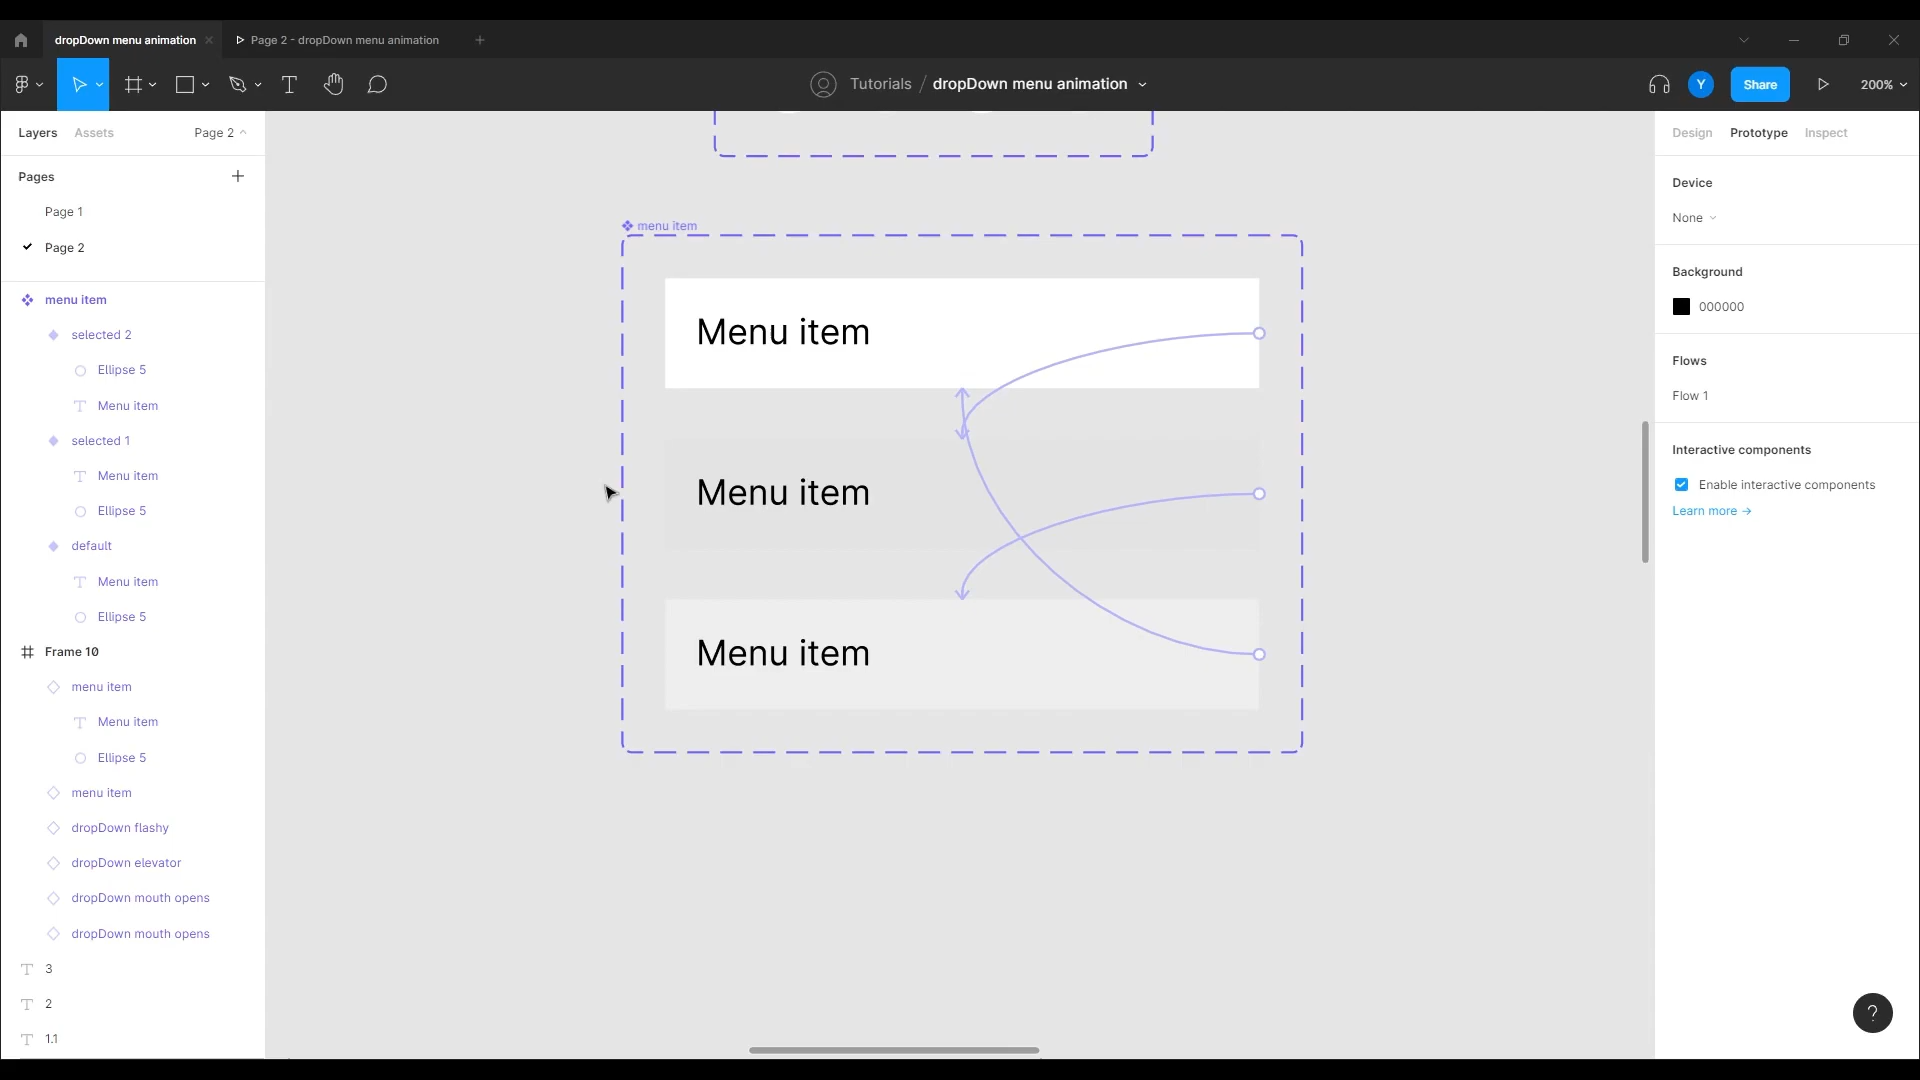 dropDown menu animation
Page 2 - dropDown menu animation
Tutorials / dropDown menu animation
Y
Share
200%
Layers
Assets
Page 2
Pages
Page 1
Page 2
menu item
selected 2
Ellipse 5
Menu item
selected 1
Menu item
Ellipse 5
default
Menu item
Ellipse 5
Frame 10
menu item
Menu item
Ellipse 5
menu item
dropDown flashy
dropDown elevator
dropDown mouth opens
dropDown mouth opens
3
2
1.1
menu item
Menu item
Menu item
Menu item
Design
Prototype
Inspect
Device
None
Background
000000
Flows
Flow 1
Interactive components
Enable interactive components
Learn more →
?